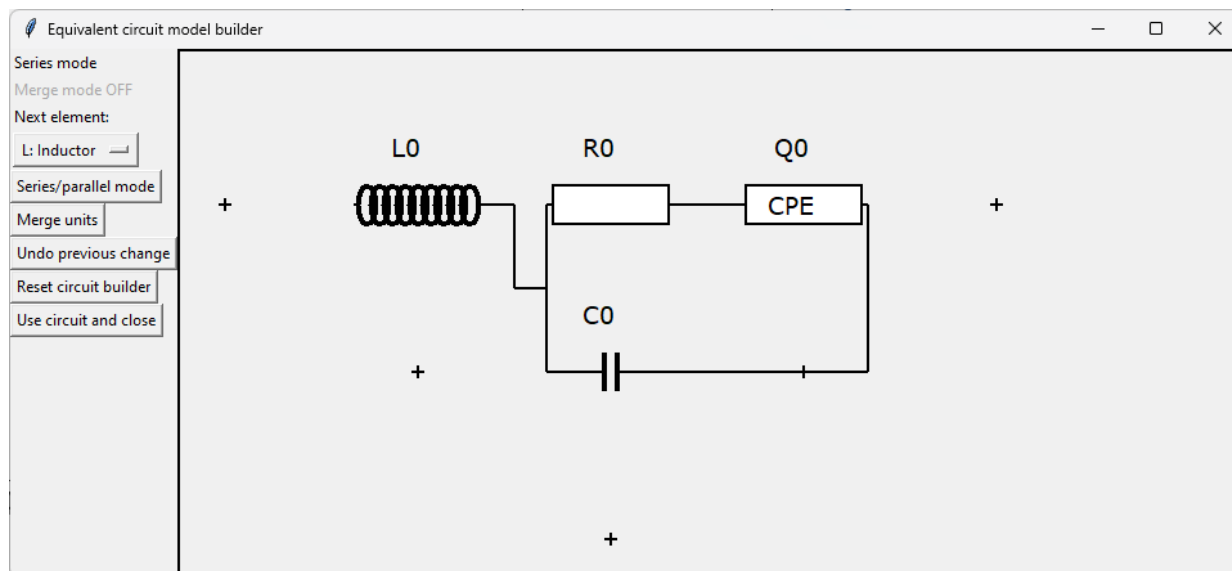 Equivalent circuit model builder
Series mode
Merge mode OFF
Next element:
L: Inductor
Series/parallel mode
Merge units
Undo previous change
Reset circuit builder
Use circuit and close
L0 R0 Q0
CPE
C0